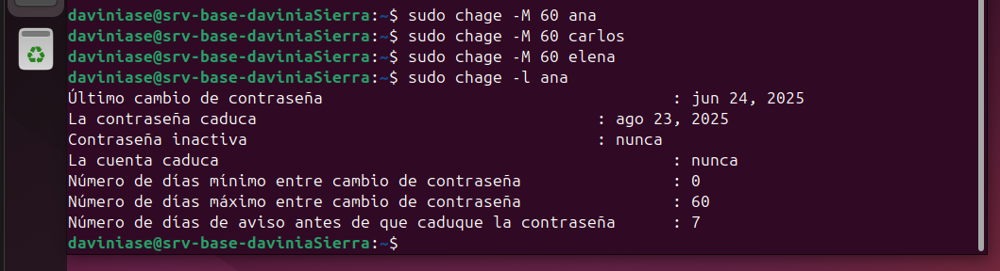 daviniase@srv-base-daviniaSierra:~$ sudo chage -M 60 ana
daviniase@srv-base-daviniaSierra:~$ sudo chage -M 60 carlos
daviniase@srv-base-daviniaSierra:~$ sudo chage -M 60 elena
daviniase@srv-base-daviniaSierra:~$ sudo chage -l ana
Último cambio de contraseña : jun 24, 2025
La contraseña caduca : ago 23, 2025
Contraseña inactiva : nunca
La cuenta caduca : nunca
Número de días mínimo entre cambio de contraseña : 0
Número de días máximo entre cambio de contraseña : 60
Número de días de aviso antes de que caduque la contraseña : 7
daviniase@srv-base-daviniaSierra:~$